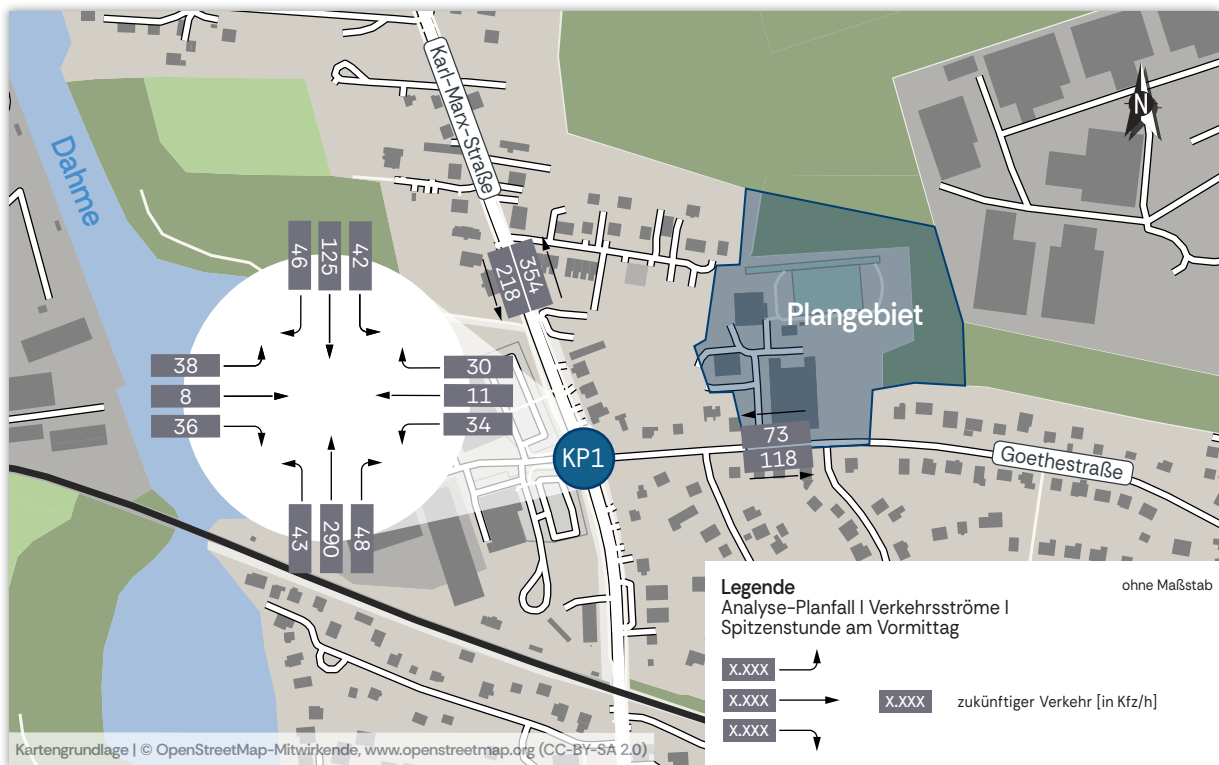 Karl-Marx-Straße
N
Dahme
46
125
42
354
218
Plangebiet
38
8
36
30
11
34
73
118
KP1
Goethestraße
43
290
48
Legende
ohne Maßstab
Analyse-Planfall I Verkehrsströme I
Spitzenstunde am Vormittag
X.XXX
X.XXX
X.XXX
X.XXX
zukünftiger Verkehr [in Kfz/h]
Kartengrundlage | © OpenStreetMap-Mitwirkende, www.openstreetmap.org (CC-BY-SA 2.0)